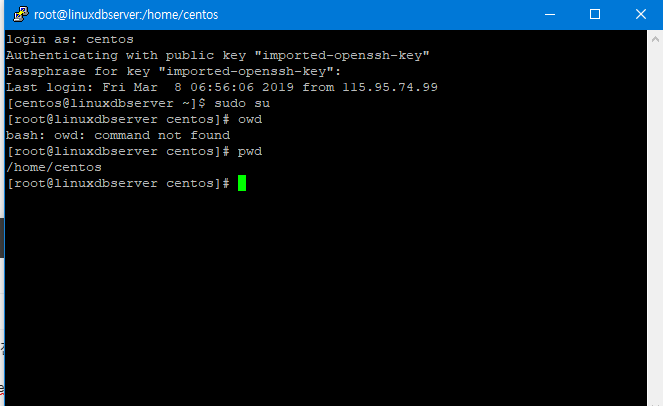 root@linuxdbserver:/home/centos
login as: centos
Authenticating with public key "imported-openssh-key"
Passphrase for key "imported-openssh-key":
Last login: Fri Mar  8 06:56:06 2019 from 115.95.74.99
[centos@linuxdbserver ~]$ sudo su
[root@linuxdbserver centos]# owd
bash: owd: command not found
[root@linuxdbserver centos]# pwd
/home/centos
[root@linuxdbserver centos]#